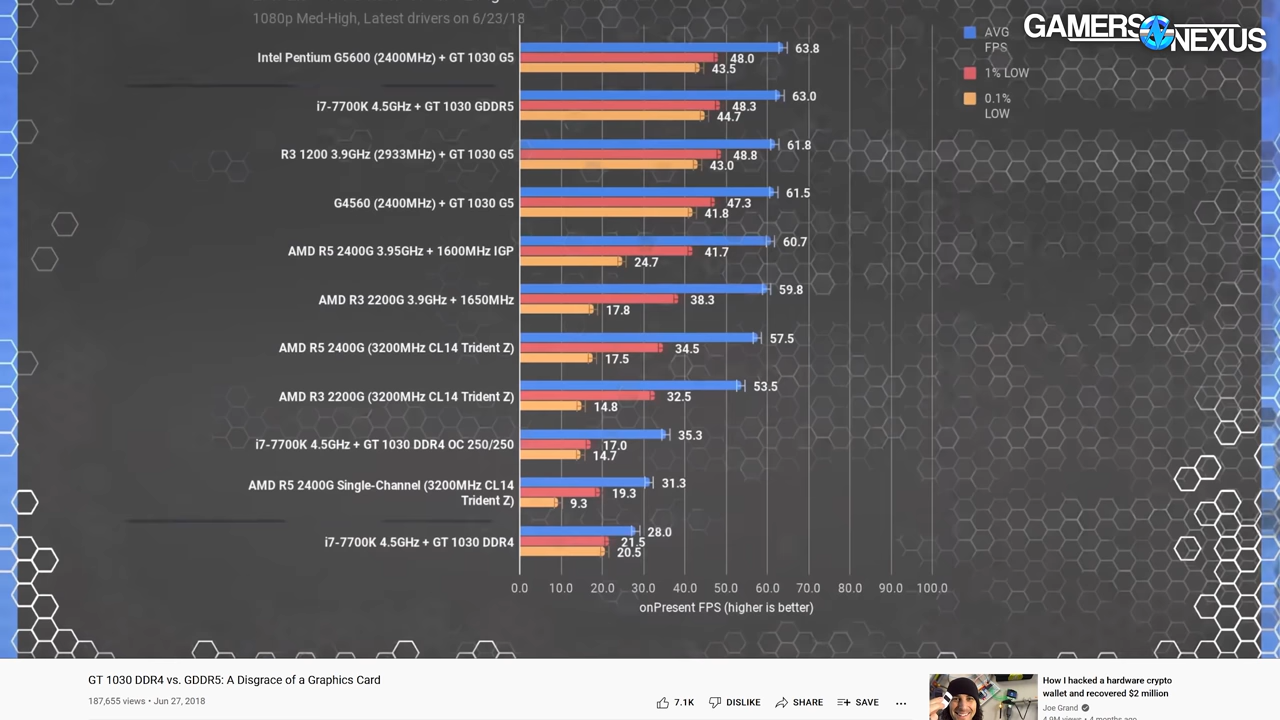 1080p Med-High, Latest drivers on 6/23/18
GAMERS NEXUS
AVG
FPS
1% LOW
0.1%
LOW
Intel Pentium G5600 (2400MHz) + GT 1030 G5
63.8
48.0
43.5
i7-7700K 4.5GHz + GT 1030 GDDR5
63.0
48.3
44.7
R3 1200 3.9GHz (2933MHz) + GT 1030 G5
61.8
48.8
43.0
G4560 (2400MHz) + GT 1030 G5
61.5
47.3
41.8
AMD R5 2400G 3.95GHz + 1600MHz IGP
60.7
41.7
24.7
AMD R3 2200G 3.9GHz + 1650MHz
59.8
38.3
17.8
AMD R5 2400G (3200MHz CL14 Trident Z)
57.5
34.5
17.5
AMD R3 2200G (3200MHz CL14 Trident Z)
53.5
32.5
14.8
i7-7700K 4.5GHz + GT 1030 DDR4 OC 250/250
35.3
17.0
14.7
AMD R5 2400G Single-Channel (3200MHz CL14
Trident Z)
31.3
19.3
9.3
i7-7700K 4.5GHz + GT 1030 DDR4
28.0
21.5
20.5
0.0 10.0 20.0 30.0 40.0 50.0 60.0 70.0 80.0 90.0 100.0
onPresent FPS (higher is better)
GT 1030 DDR4 vs. GDDR5: A Disgrace of a Graphics Card
187,655 views • Jun 27, 2018
7.1K DISLIKE SHARE SAVE ...
How I hacked a hardware crypto
wallet and recovered $2 million
Joe Grand
4.9M views • 4 months ago